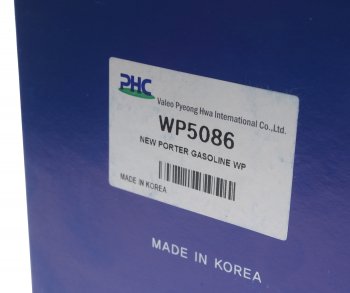 PHC
Valeo Pyeong Hwa International Co.,Ltd.
WP5086
NEW PORTER GASOLINE WP
MADE IN KOREA
MADE IN KOREA